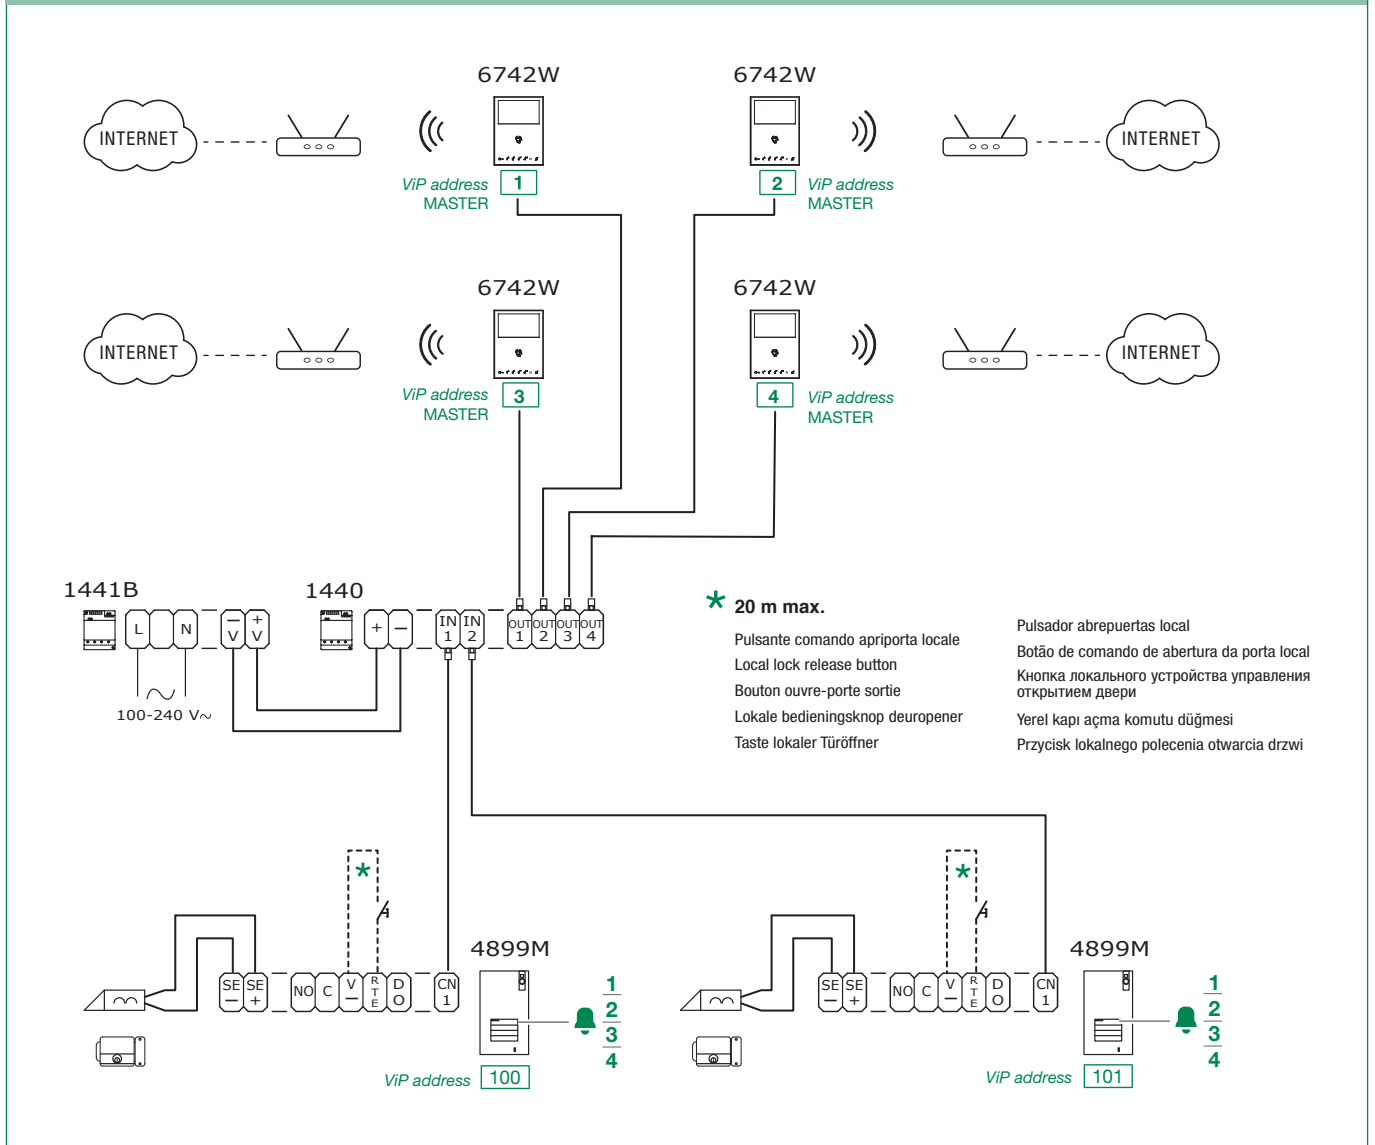 6742W
6742W
INTERNET
INTERNET
ViP address
1
2
ViP address
MASTER
MASTER
6742W
6742W
INTERNET
INTERNET
ViP address
3
4
ViP address
MASTER
MASTER
1441B
1440
L
N
–
V
+
V
+
–
IN
1
IN
2
OUT
1
OUT
2
OUT
3
OUT
4
100-240 V~
* 20 m max.
Pulsante comando apriporta locale
Local lock release button
Bouton ouvre-porte sortie
Lokale bedieningsknop deuropener
Taste lokaler Türöffner
Pulsador abrepuertas local
Botão de comando de abertura da porta local
Кнопка локального устройства управления
открытием двери
Yerel kapı açma komutu düğmesi
Przycisk lokalnego polecenia otwarcia drzwi
*
*
4899M
4899M
SE
–
SE
+
NO
C
V
–
RTE
DO
CN
1
1
2
3
4
SE
–
SE
+
NO
C
V
–
RTE
DO
CN
1
1
2
3
4
ViP address
100
ViP address
101